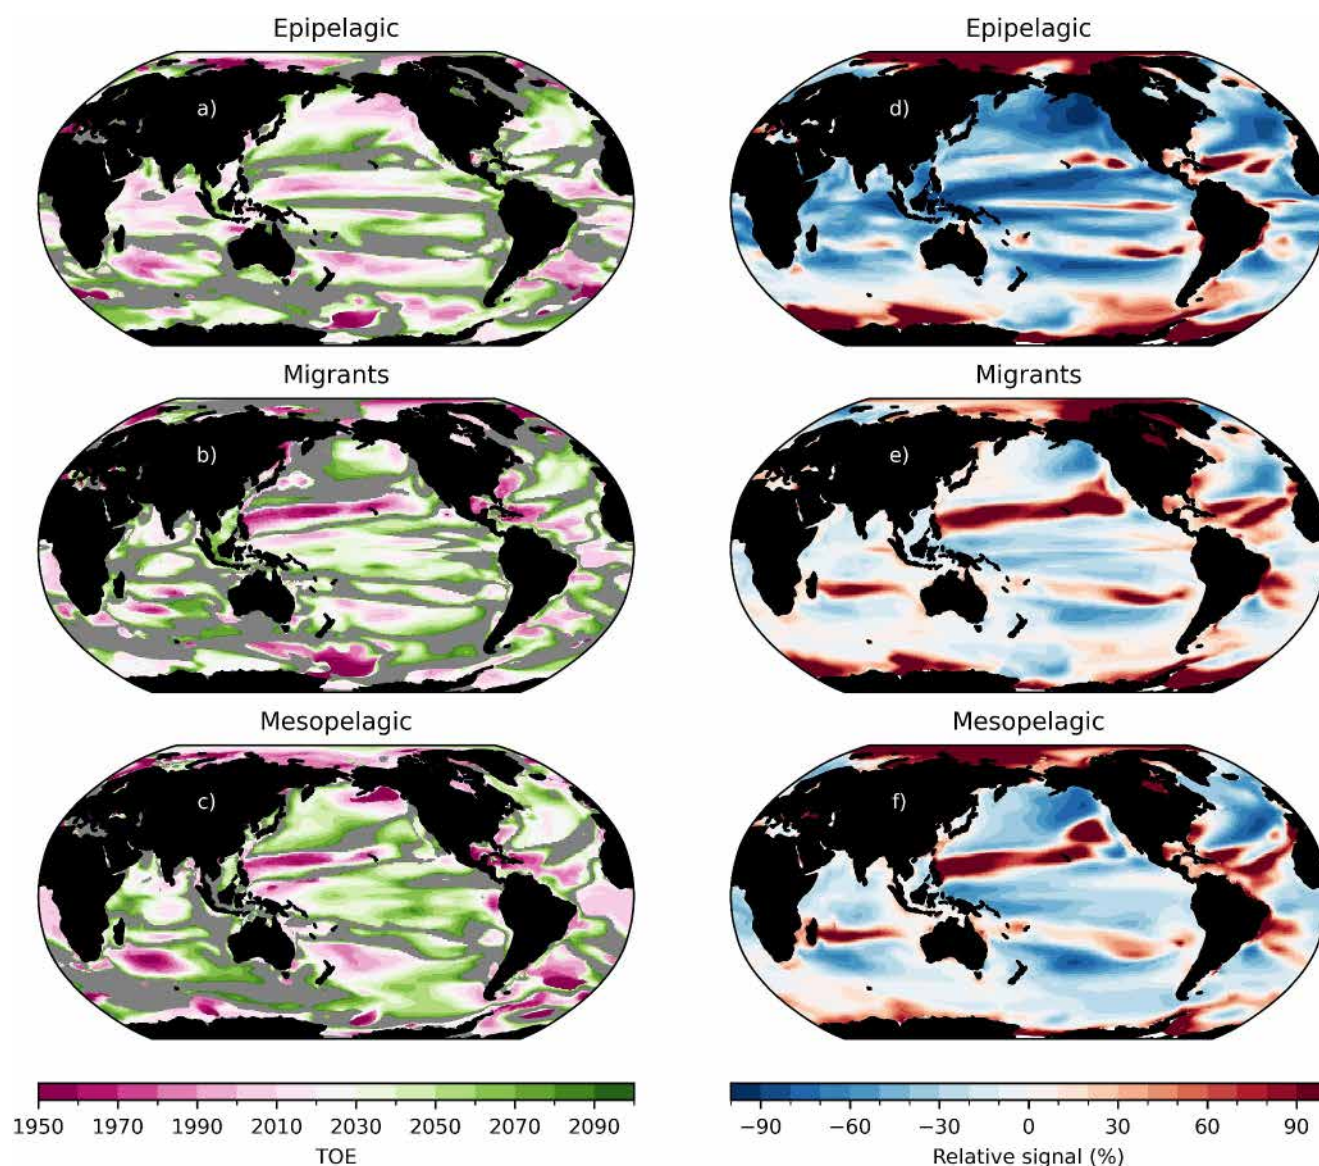 Epipelagic
Epipelagic
a)
d)
Migrants
Migrants
b)
e)
Mesopelagic
Mesopelagic
c)
f)
1950 1970 1990 2010 2030 2050 2070 2090
TOE
−90 −60 −30 0 30 60 90
Relative signal (%)